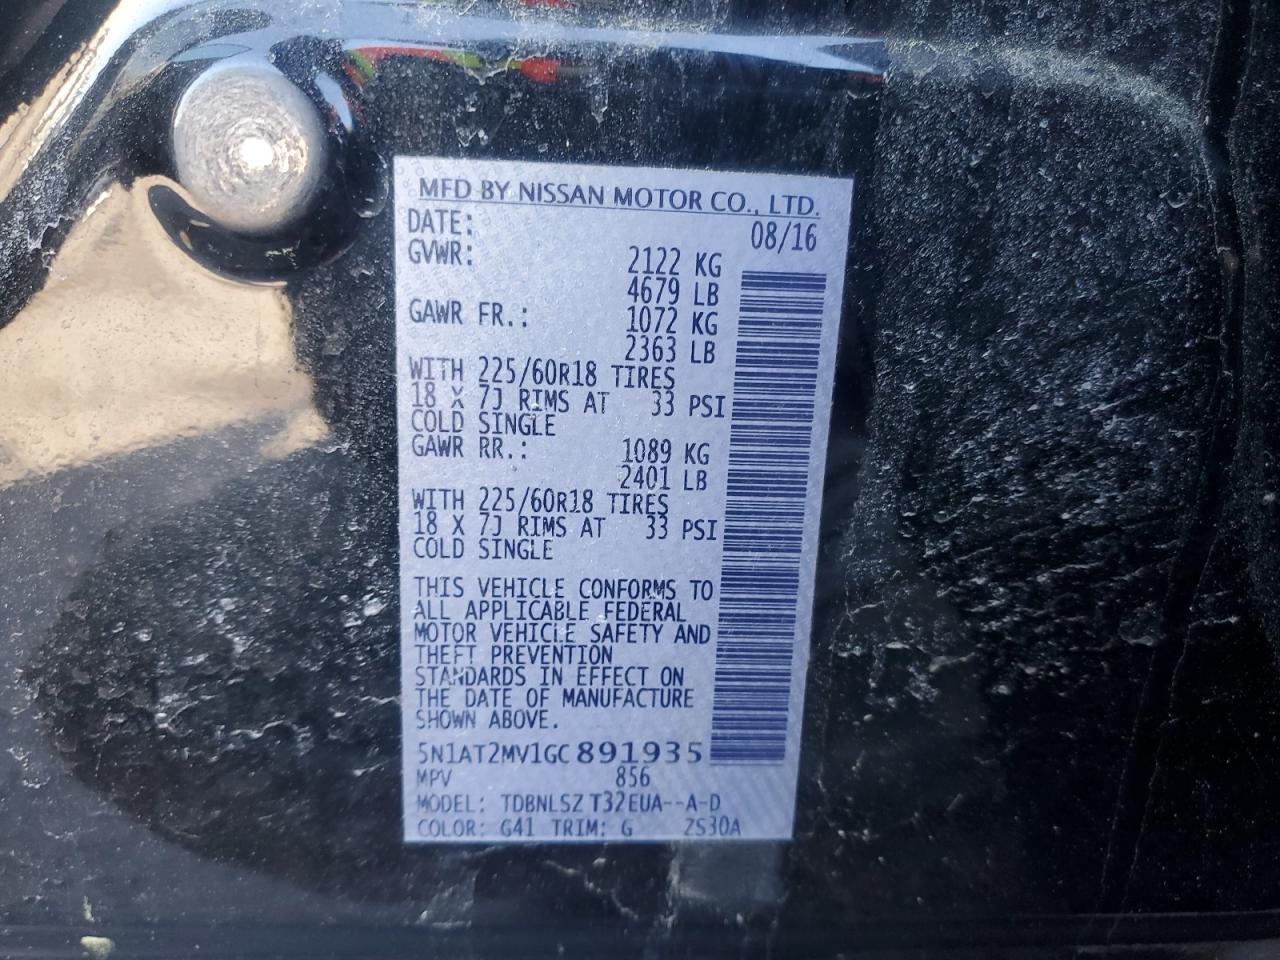 MFD BY NISSAN MOTOR CO., LTD.
DATE: 08/16
GVWR: 2122 KG
4679 LB
GAWR FR.: 1072 KG
2363 LB
WITH 225/60R18 TIRES
18 X 7J RIMS AT 33 PSI
COLD SINGLE
GAWR RR.: 1089 KG
2401 LB
WITH 225/60R18 TIRES
18 X 7J RIMS AT 33 PSI
COLD SINGLE
THIS VEHICLE CONFORMS TO
ALL APPLICABLE FEDERAL
MOTOR VEHICLE SAFETY AND
THEFT PREVENTION
STANDARDS IN EFFECT ON
THE DATE OF MANUFACTURE
SHOWN ABOVE.
5N1AT2MV1GC891935
MPV 856
MODEL: TDBNLSZ T32EUA--A-D
COLOR: G41 TRIM: G ZS30A